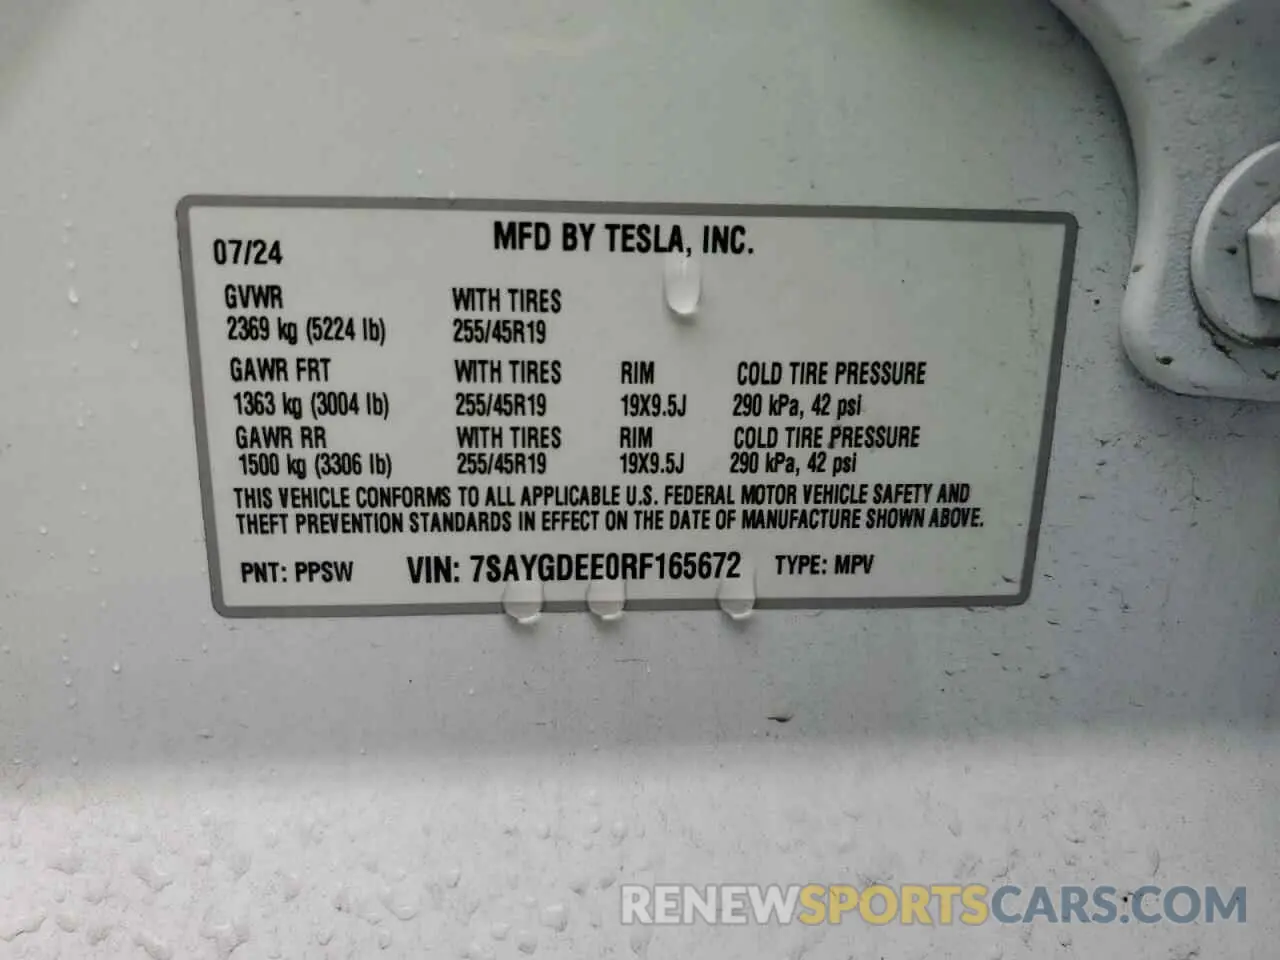 MFD BY TESLA, INC.
07/24
GVWR WITH TIRES
2369 kg (5224 lb) 255/45R19
GAWR FRT WITH TIRES RIM COLD TIRE PRESSURE
1363 kg (3004 lb) 255/45R19 19X9.5J 290 kPa, 42 psi
GAWR RR WITH TIRES RIM COLD TIRE PRESSURE
1500 kg (3306 lb) 255/45R19 19X9.5J 290 kPa, 42 psi
THIS VEHICLE CONFORMS TO ALL APPLICABLE U.S. FEDERAL MOTOR VEHICLE SAFETY AND
THEFT PREVENTION STANDARDS IN EFFECT ON THE DATE OF MANUFACTURE SHOWN ABOVE.
PNT: PPSW VIN: 7SAYGDEE0RF165672 TYPE: MPV
RENEWSPORTSCARS.COM